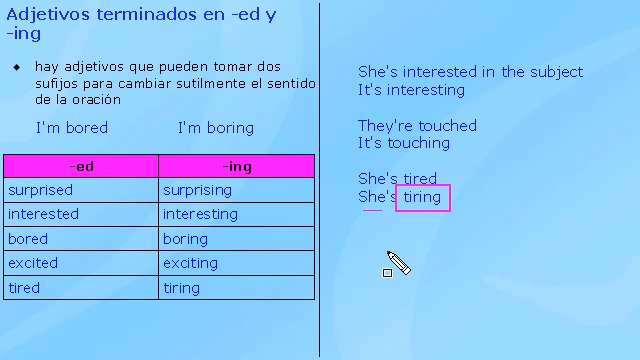 Adjetivos terminados en -ed y
-ing
hay adjetivos que pueden tomar dos
sufijos para cambiar sutilmente el sentido
de la oración
I'm bored I'm boring
-ed -ing
surprised surprising
interested interesting
bored boring
excited exciting
tired tiring
She's interested in the subject
It's interesting
They're touched
It's touching
She's tired
She's tiring